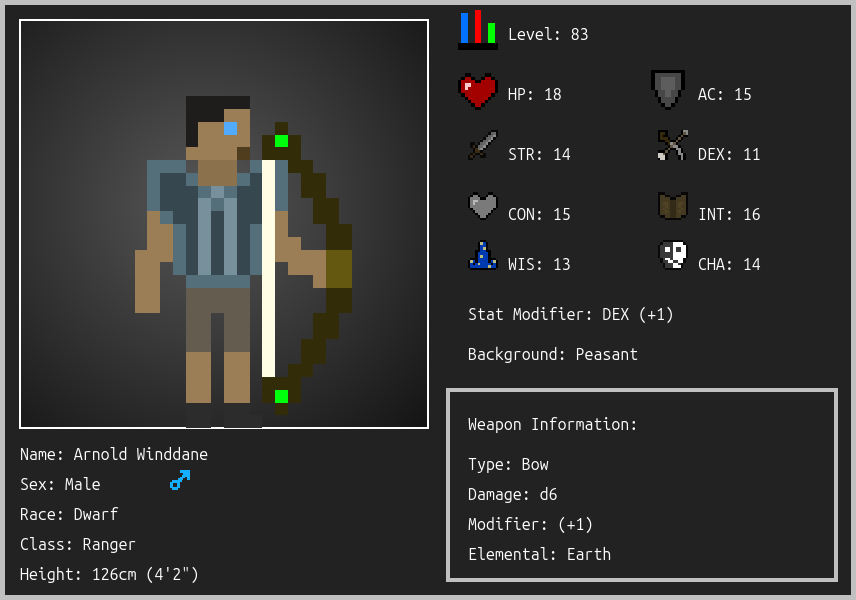 Level: 83
HP: 18
AC: 15
STR: 14
DEX: 11
CON: 15
INT: 16
WIS: 13
CHA: 14
Stat Modifier: DEX (+1)
Background: Peasant
Weapon Information:
Type: Bow
Damage: d6
Modifier: (+1)
Elemental: Earth
Name: Arnold Winddane
Sex: Male
Race: Dwarf
Class: Ranger
Height: 126cm (4'2")